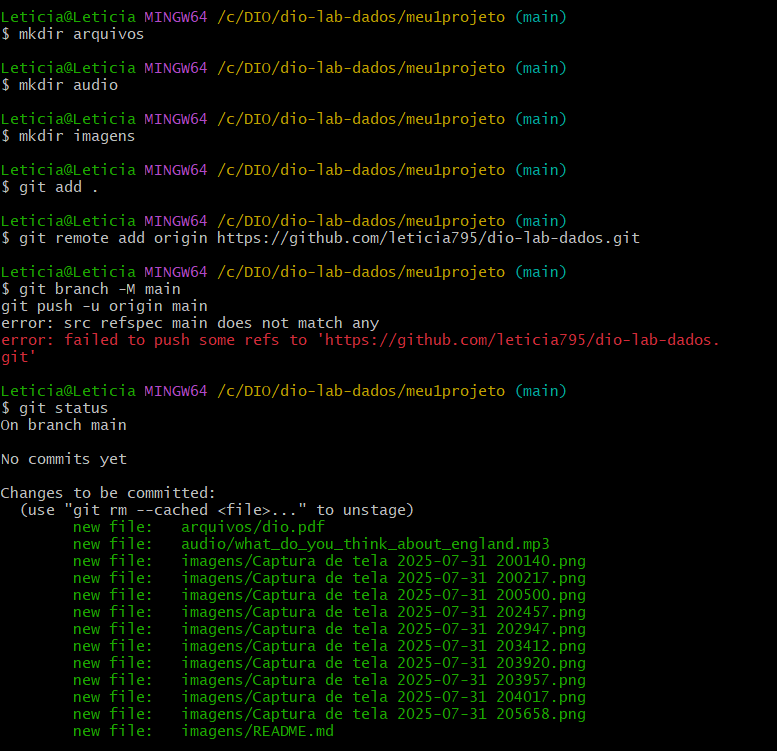 Leticia@Leticia MINGW64 /c/DIO/dio-lab-dados/meu1projeto (main)
$ mkdir arquivos
Leticia@Leticia MINGW64 /c/DIO/dio-lab-dados/meu1projeto (main)
$ mkdir audio
Leticia@Leticia MINGW64 /c/DIO/dio-lab-dados/meu1projeto (main)
$ mkdir imagens
Leticia@Leticia MINGW64 /c/DIO/dio-lab-dados/meu1projeto (main)
$ git add .
Leticia@Leticia MINGW64 /c/DIO/dio-lab-dados/meu1projeto (main)
$ git remote add origin https://github.com/leticia795/dio-lab-dados.git
Leticia@Leticia MINGW64 /c/DIO/dio-lab-dados/meu1projeto (main)
$ git branch -M main
git push -u origin main
error: src refspec main does not match any
error: failed to push some refs to 'https://github.com/leticia795/dio-lab-dados.
git'
Leticia@Leticia MINGW64 /c/DIO/dio-lab-dados/meu1projeto (main)
$ git status
On branch main
No commits yet
Changes to be committed:
  (use "git rm --cached <file>..." to unstage)
        new file:   arquivos/dio.pdf
        new file:   audio/what_do_you_think_about_england.mp3
        new file:   imagens/Captura de tela 2025-07-31 200140.png
        new file:   imagens/Captura de tela 2025-07-31 200217.png
        new file:   imagens/Captura de tela 2025-07-31 200500.png
        new file:   imagens/Captura de tela 2025-07-31 202457.png
        new file:   imagens/Captura de tela 2025-07-31 202947.png
        new file:   imagens/Captura de tela 2025-07-31 203412.png
        new file:   imagens/Captura de tela 2025-07-31 203920.png
        new file:   imagens/Captura de tela 2025-07-31 203957.png
        new file:   imagens/Captura de tela 2025-07-31 204017.png
        new file:   imagens/Captura de tela 2025-07-31 205658.png
        new file:   imagens/README.md